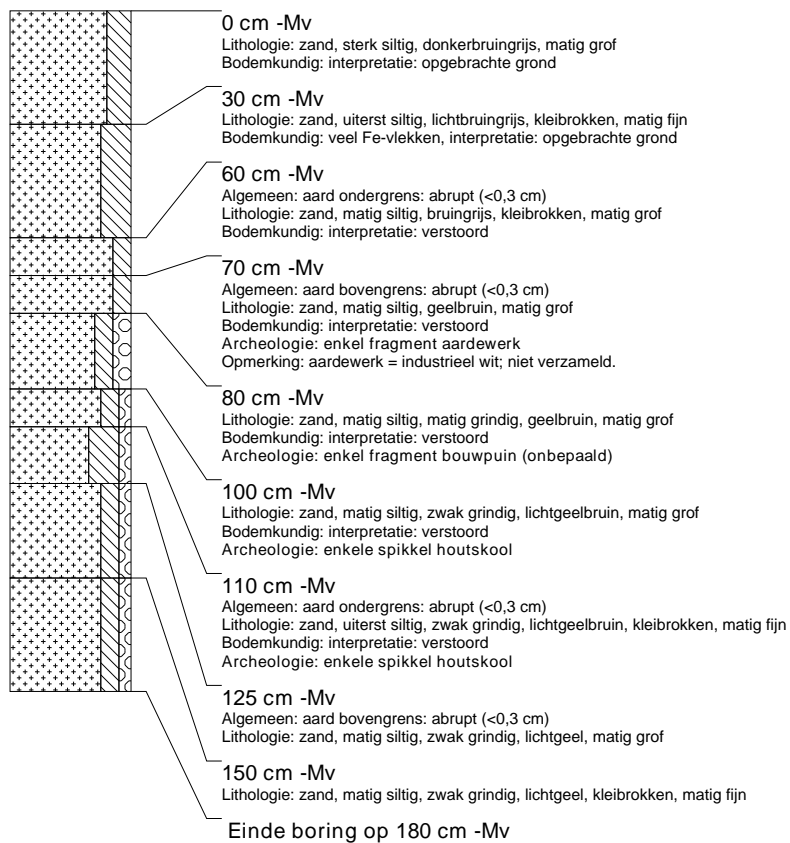 0 cm -Mv
Lithologie: zand, sterk siltig, donkerbruingrijs, matig grof
Bodemkundig: interpretatie: opgebrachte grond
30 cm -Mv
Lithologie: zand, uiterst siltig, lichtbruingrijs, kleibrokken, matig fijn
Bodemkundig: veel Fe-vlekken, interpretatie: opgebrachte grond
60 cm -Mv
Algemeen: aard ondergrens: abrupt (<0,3 cm)
Lithologie: zand, matig siltig, bruingrijs, kleibrokken, matig grof
Bodemkundig: interpretatie: verstoord
70 cm -Mv
Algemeen: aard bovengrens: abrupt (<0,3 cm)
Lithologie: zand, matig siltig, geelbruin, matig grof
Bodemkundig: interpretatie: verstoord
Archeologie: enkel fragment aardewerk
Opmerking: aardewerk = industrieel wit; niet verzameld.
80 cm -Mv
Lithologie: zand, matig siltig, matig grindig, geelbruin, matig grof
Bodemkundig: interpretatie: verstoord
Archeologie: enkel fragment bouwpuin (onbepaald)
100 cm -Mv
Lithologie: zand, matig siltig, zwak grindig, lichtgeelbruin, matig grof
Bodemkundig: interpretatie: verstoord
Archeologie: enkele spikkel houtskool
110 cm -Mv
Algemeen: aard ondergrens: abrupt (<0,3 cm)
Lithologie: zand, uiterst siltig, zwak grindig, lichtgeelbruin, kleibrokken, matig fijn
Bodemkundig: interpretatie: verstoord
Archeologie: enkele spikkel houtskool
125 cm -Mv
Algemeen: aard bovengrens: abrupt (<0,3 cm)
Lithologie: zand, matig siltig, zwak grindig, lichtgeel, matig grof
150 cm -Mv
Lithologie: zand, matig siltig, zwak grindig, lichtgeel, kleibrokken, matig fijn
Einde boring op 180 cm -Mv